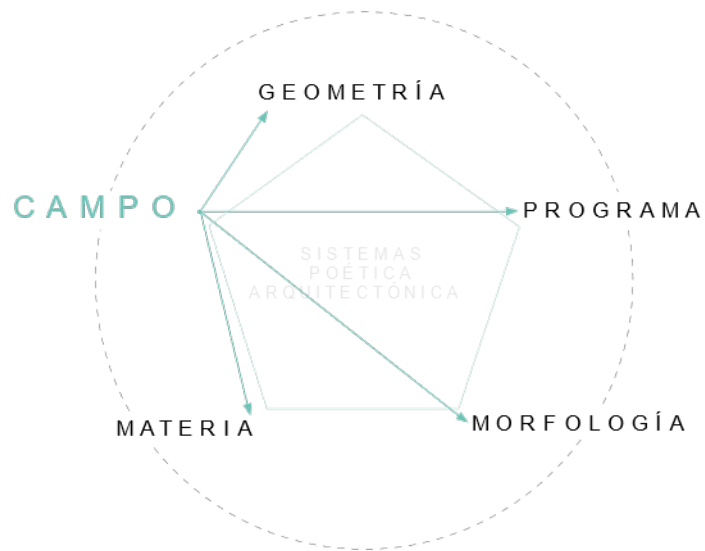 GEOMETRÍA
CAMPO
PROGRAMA
SISTEMAS
POÉTICA
ARQUITECTÓNICA
MATERIA
MORFOLOGÍA